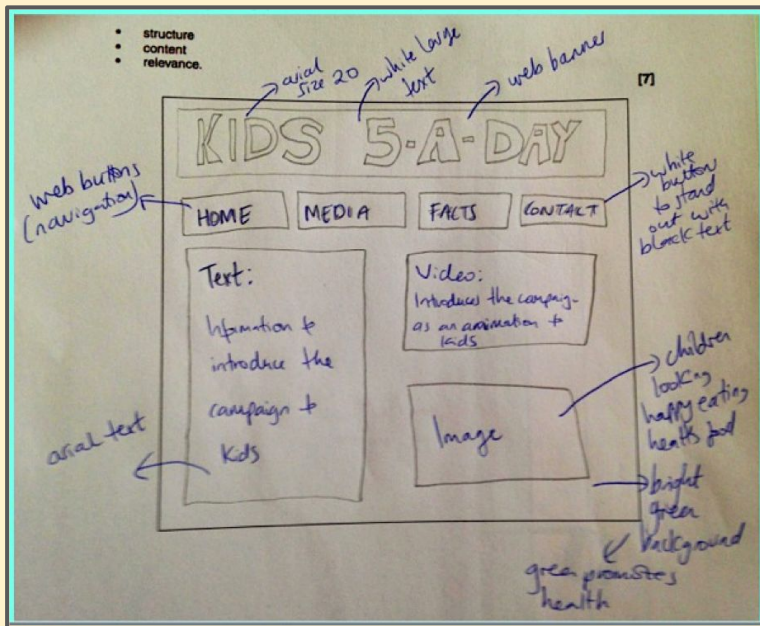 • structure
• content
• relevance.
[7]
arial
size 20
white large
text
web banner
KIDS 5-A-DAY
web buttons
(navigation)
HOME
MEDIA
FACTS
CONTACT
white
button
to stand
out with
black text
Text:
Information to
introduce the
campaign to
Kids
Video:
Introduces the campaig-
as an animation to
kids
arial text
Image
children
looking
happy eating
food
bright
green
background
green promotes
health